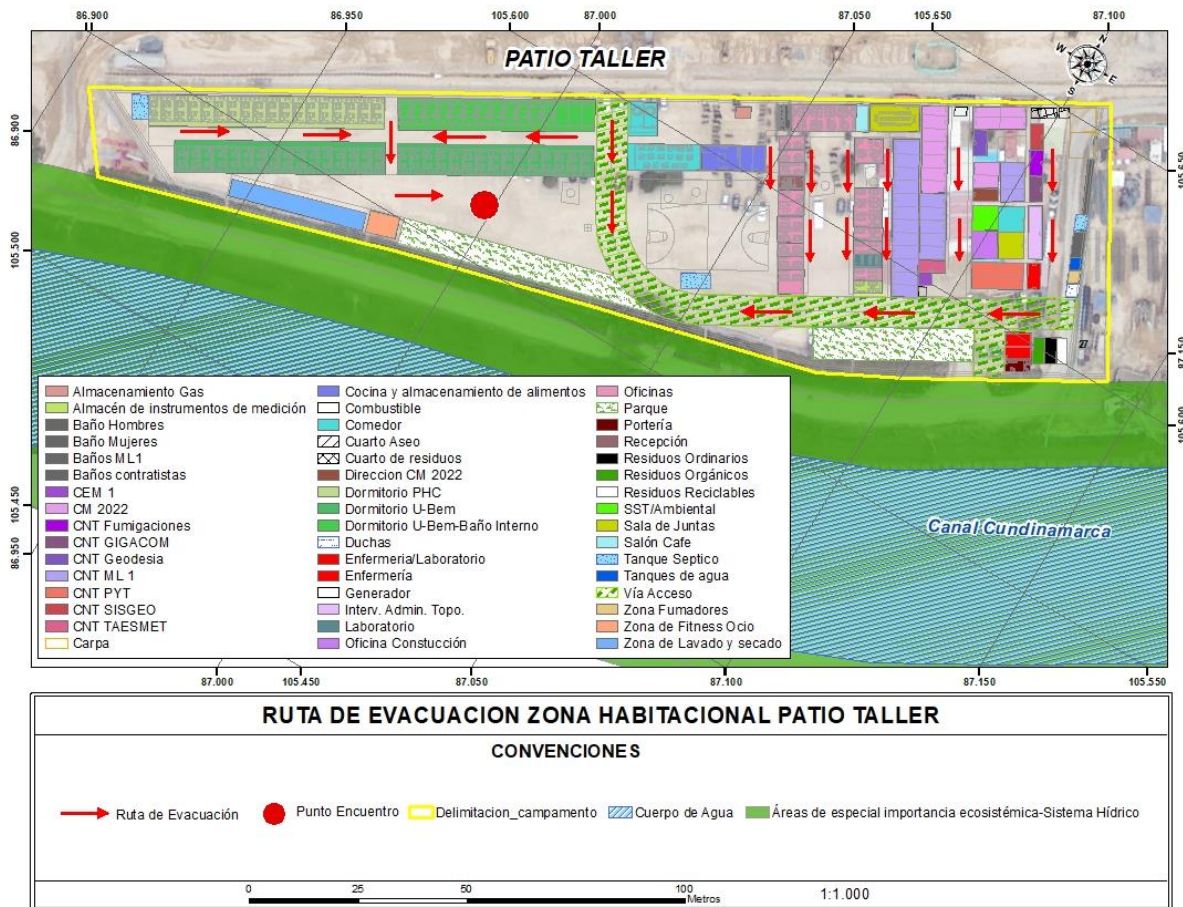 86.900
86.950
105.600
87.000
87.050
105.650
87.100
PATIO TALLER
N
W
E
S
88.900
105.650
105.500
87.150
27
105.600
105.450
86.950
Canal Cundinamarca
Almacenamiento Gas
Almacén de instrumentos de medición
Baño Hombres
Baño Mujeres
Baños ML1
Baños contratistas
CEM 1
CM 2022
CNT Fumigaciones
CNT GIGACOM
CNT Geodesia
CNT ML 1
CNT PYT
CNT SISGEO
CNT TAESMET
Carpa
Cocina y almacenamiento de alimentos
Combustible
Comedor
Cuarto Aseo
Cuarto de residuos
Direccion CM 2022
Dormitorio PHC
Dormitorio U-Bem
Dormitorio U-Bem-Baño Interno
Duchas
Enfermeria/Laboratorio
Enfermería
Generador
Interv. Admin. Topo.
Laboratorio
Oficina Constucción
Oficinas
Parque
Portería
Recepción
Residuos Ordinarios
Residuos Orgánicos
Residuos Reciclables
SST/Ambiental
Sala de Juntas
Salón Cafe
Tanque Septico
Tanques de agua
Vía Acceso
Zona Fumadores
Zona de Fitness Ocio
Zona de Lavado y secado
87.000
105.450
87.050
87.100
87.150
105.550
RUTA DE EVACUACION ZONA HABITACIONAL PATIO TALLER
CONVENCIONES
Ruta de Evacuación
Punto Encuentro
Delimitacion_campamento
Cuerpo de Agua
Áreas de especial importancia ecosistémica-Sistema Hídrico
0 25 50 100
Metros
1:1.000